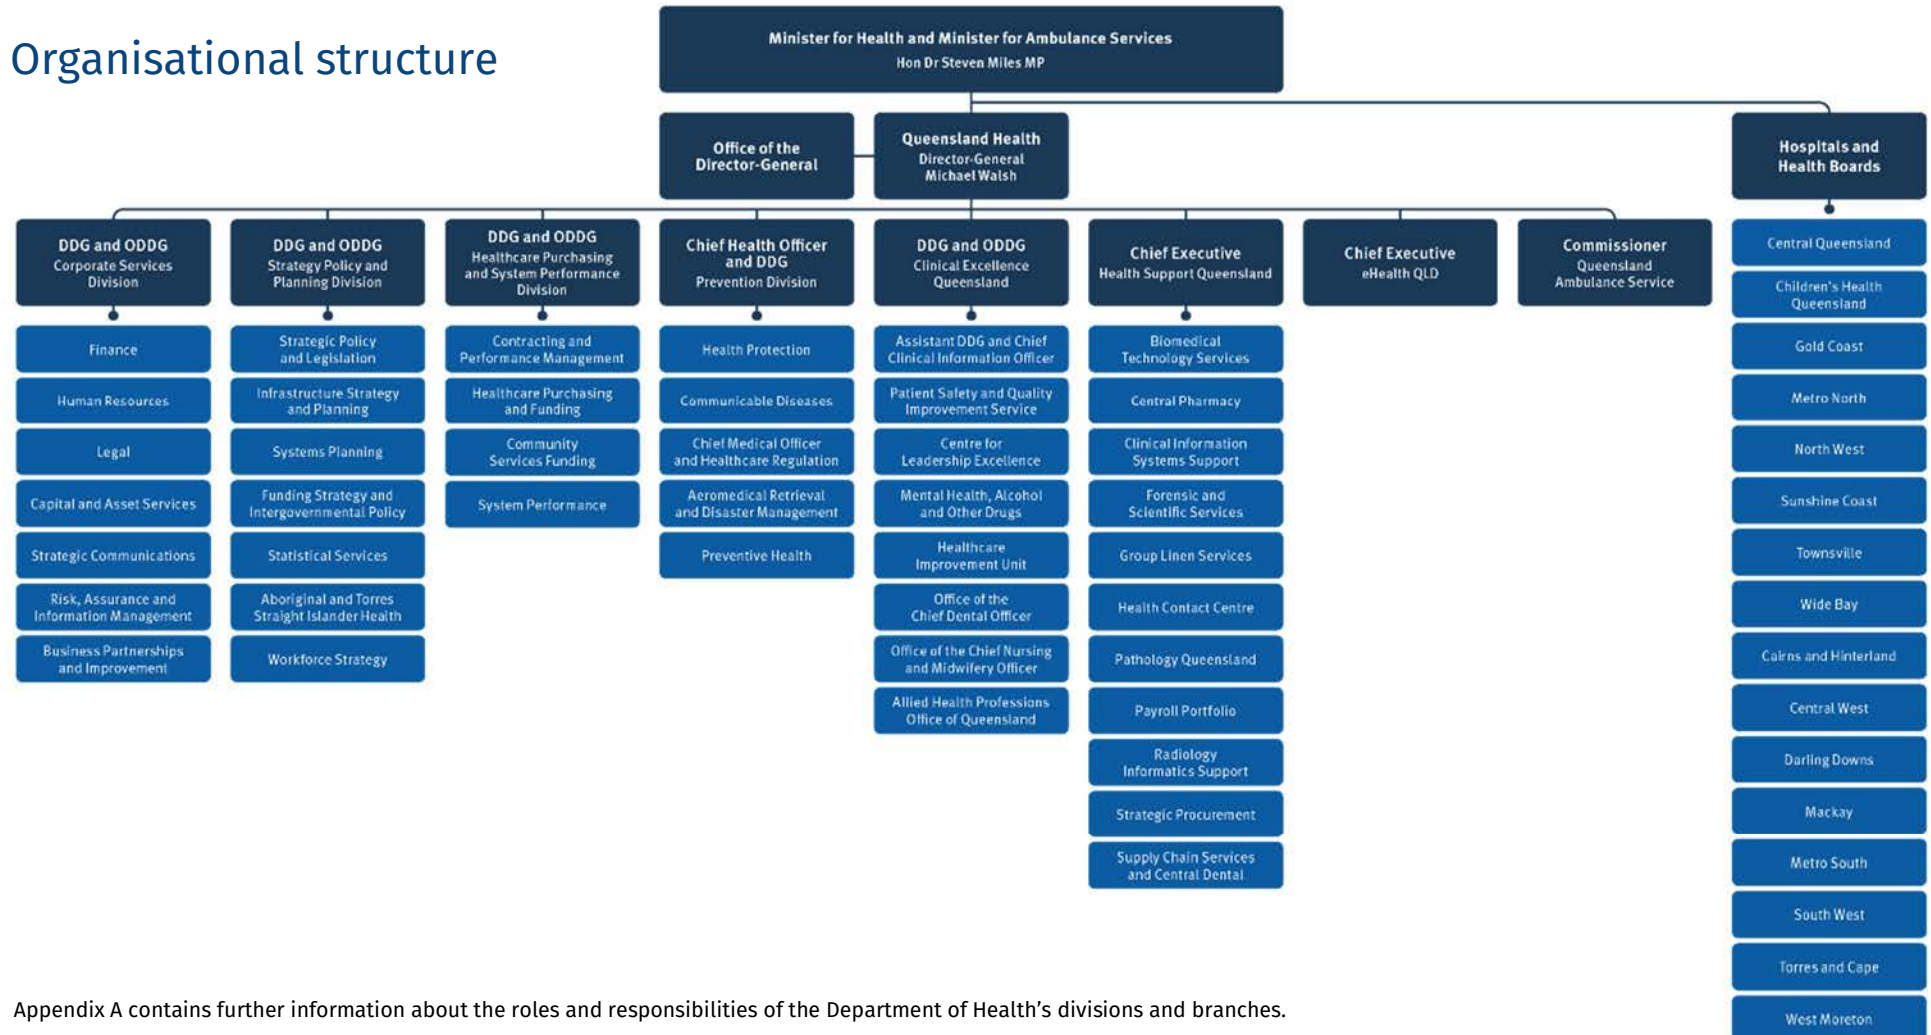 Organisational structure
Minister for Health and Minister for Ambulance Services
Hon Dr Steven Miles MP
Office of the
Director-General
Queensland Health
Director-General
Michael Walsh
Hospitals and
Health Boards
DDG and ODDG
Corporate Services
Division
Finance
Human Resources
Legal
Capital and Asset Services
Strategic Communications
Risk, Assurance and
Information Management
Business Partnerships
and Improvement
DDG and ODDG
Strategy Policy and
Planning Division
Strategic Policy
and Legislation
Infrastructure Strategy
and Planning
Systems Planning
Funding Strategy and
Intergovernmental Policy
Statistical Services
Aboriginal and Torres
Straight Islander Health
Workforce Strategy
DDG and ODDG
Healthcare Purchasing
and System Performance
Division
Contracting and
Performance Management
Healthcare Purchasing
and Funding
Community
Services Funding
System Performance
Chief Health Officer
and DDG
Prevention Division
Health Protection
Communicable Diseases
Chief Medical Officer
and Healthcare Regulation
Aeromedical Retrieval
and Disaster Management
Preventive Health
DDG and ODDG
Clinical Excellence
Queensland
Assistant DDG and Chief
Clinical Information Officer
Patient Safety and Quality
Improvement Service
Centre for
Leadership Excellence
Mental Health, Alcohol
and Other Drugs
Healthcare
Improvement Unit
Office of the
Chief Dental Officer
Office of the Chief Nursing
and Midwifery Officer
Allied Health Professions
Office of Queensland
Chief Executive
Health Support Queensland
Biomedical
Technology Services
Central Pharmacy
Clinical Information
Systems Support
Forensic and
Scientific Services
Group Linen Services
Health Contact Centre
Pathology Queensland
Payroll Portfolio
Radiology
Informatics Support
Strategic Procurement
Supply Chain Services
and Central Dental
Chief Executive
eHealth QLD
Commissioner
Queensland
Ambulance Service
Central Queensland
Children's Health
Queensland
Gold Coast
Metro North
North West
Sunshine Coast
Townsville
Wide Bay
Cairns and Hinterland
Central West
Darling Downs
Mackay
Metro South
South West
Torres and Cape
West Moreton
Appendix A contains further information about the roles and responsibilities of the Department of Health’s divisions and branches.